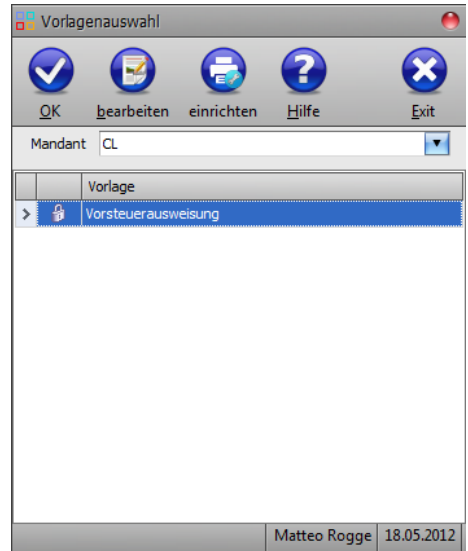 Vorlagenauswahl
OK bearbeiten einrichten Hilfe Exit
Mandant CL
Vorlage
Vorsteuerausweisung
Matteo Rogge 18.05.2012